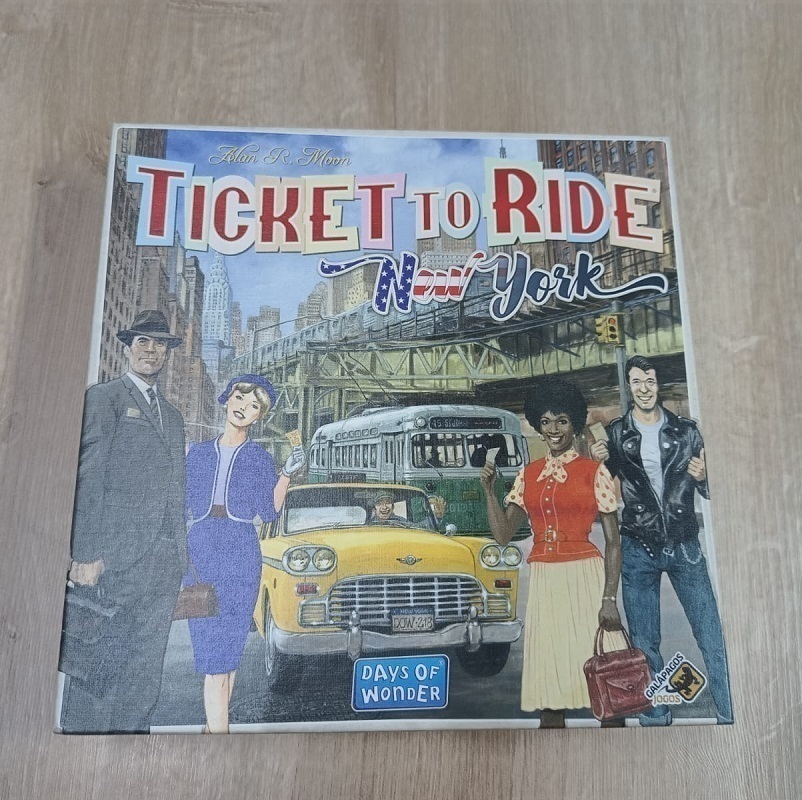 Alan R. Moon
TICKET TO RIDE
New York
DOW-213
DAYS OF
WONDER
GALÁPAGOS
JOGOS